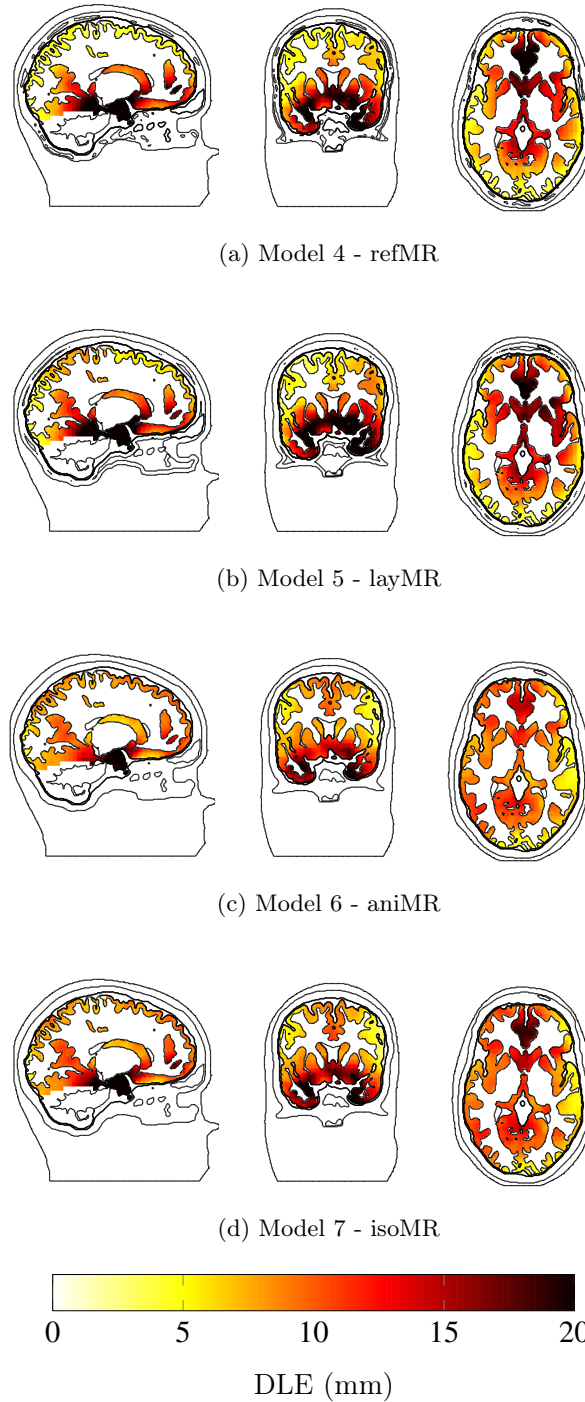 (a) Model 4 - refMR
(b) Model 5 - layMR
(c) Model 6 - aniMR
(d) Model 7 - isoMR
0 5 10 15 20
DLE (mm)